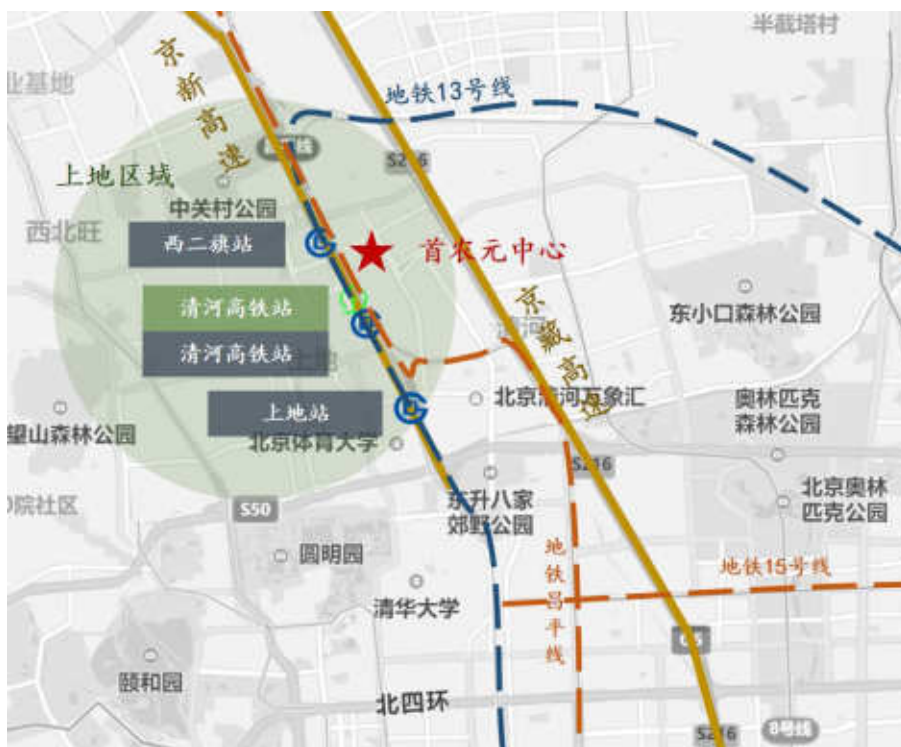 半截塔村
业基地
京新高速
地铁13号线
S216
上地区域
中关村公园
西北旺
西二旗站
首农元中心
清河高铁站
京藏高速
东小口森林公园
清河高铁站
上地站
北京清河万象汇
奥林匹克
森林公园
望山森林公园
北京体育大学
S216
东升八家
郊野公园
北京奥林
匹克公园
院社区
S50
圆明园
地铁昌平线
地铁15号线
清华大学
G6
颐和园
北四环
S216
8号线